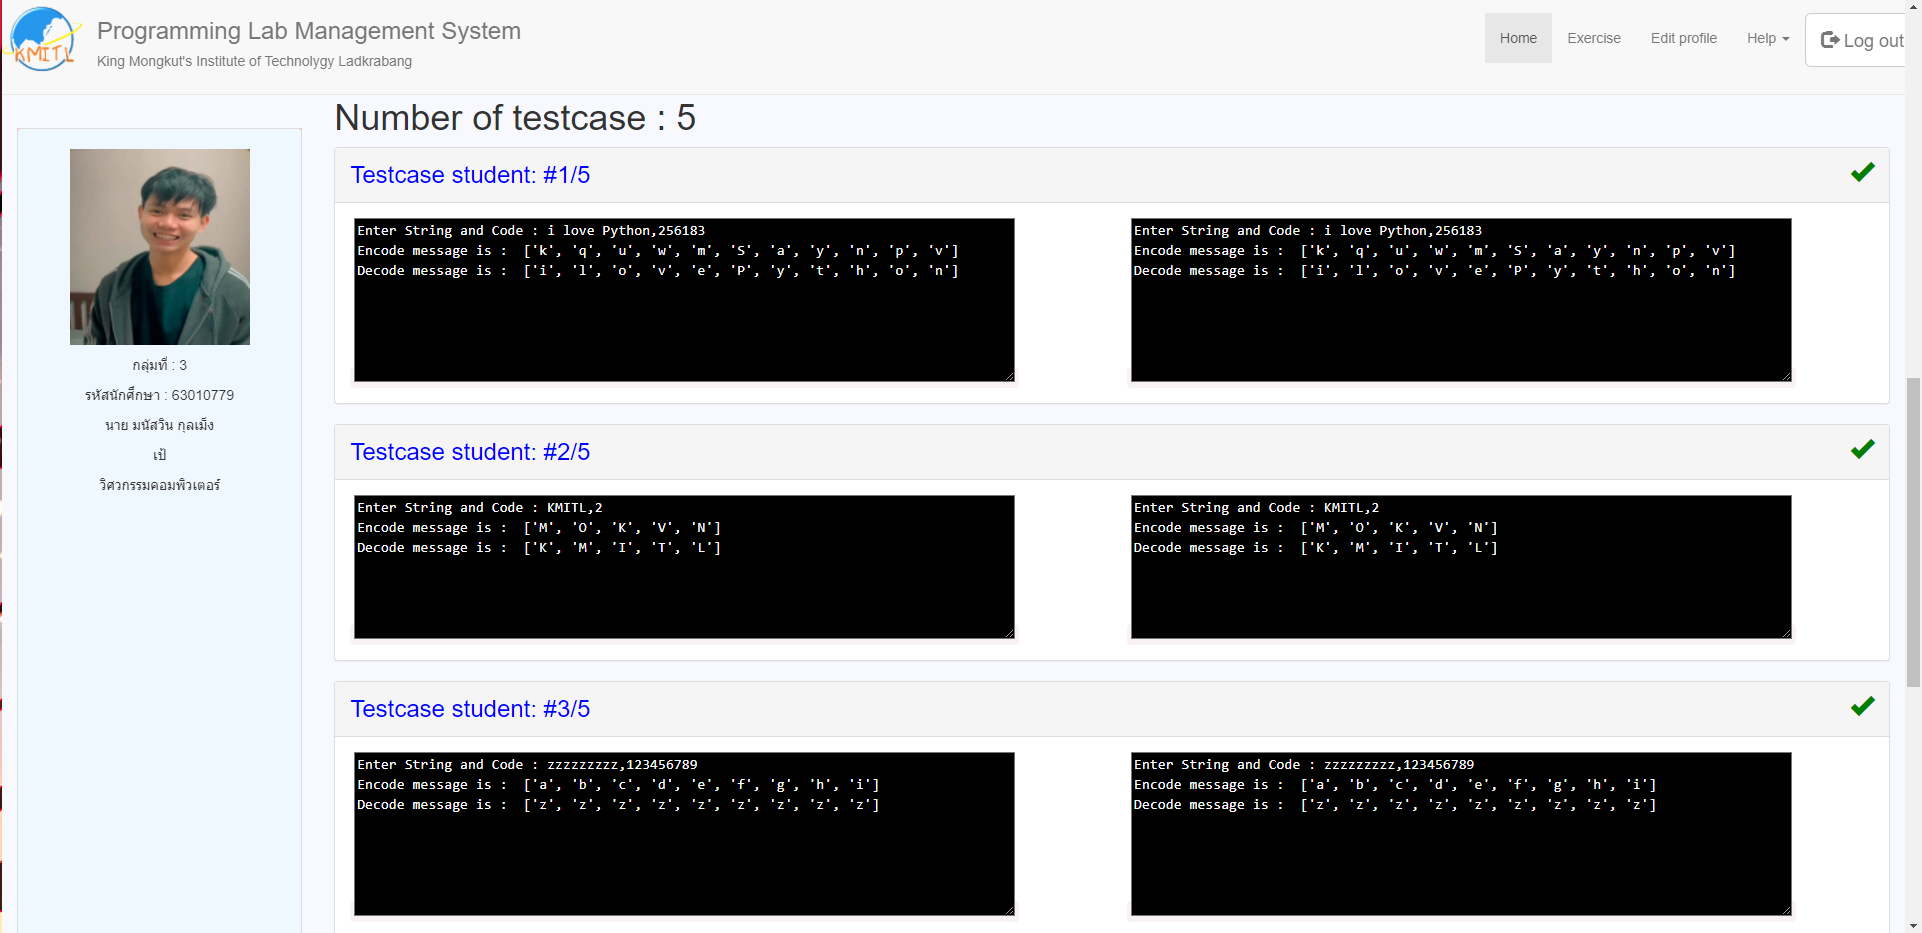 KMITL
Programming Lab Management System
King Mongkut's Institute of Technolygy Ladkrabang
Home
Exercise
Edit profile
Help
Log out
กลุ่มที่ : 3
รหัสนักศึกษา : 63010779
นาย มนัสวิน กุลเม็ง
เป้
วิศวกรรมคอมพิวเตอร์
Number of testcase : 5
Testcase student: #1/5
Enter String and Code : i love Python,256183
Encode message is :  ['k', 'q', 'u', 'w', 'm', 'S', 'a', 'y', 'n', 'p', 'v']
Decode message is :  ['i', 'l', 'o', 'v', 'e', 'P', 'y', 't', 'h', 'o', 'n']
Enter String and Code : i love Python,256183
Encode message is :  ['k', 'q', 'u', 'w', 'm', 'S', 'a', 'y', 'n', 'p', 'v']
Decode message is :  ['i', 'l', 'o', 'v', 'e', 'P', 'y', 't', 'h', 'o', 'n']
Testcase student: #2/5
Enter String and Code : KMITL,2
Encode message is :  ['M', 'O', 'K', 'V', 'N']
Decode message is :  ['K', 'M', 'I', 'T', 'L']
Enter String and Code : KMITL,2
Encode message is :  ['M', 'O', 'K', 'V', 'N']
Decode message is :  ['K', 'M', 'I', 'T', 'L']
Testcase student: #3/5
Enter String and Code : zzzzzzzzz,123456789
Encode message is :  ['a', 'b', 'c', 'd', 'e', 'f', 'g', 'h', 'i']
Decode message is :  ['z', 'z', 'z', 'z', 'z', 'z', 'z', 'z', 'z']
Enter String and Code : zzzzzzzzz,123456789
Encode message is :  ['a', 'b', 'c', 'd', 'e', 'f', 'g', 'h', 'i']
Decode message is :  ['z', 'z', 'z', 'z', 'z', 'z', 'z', 'z', 'z']